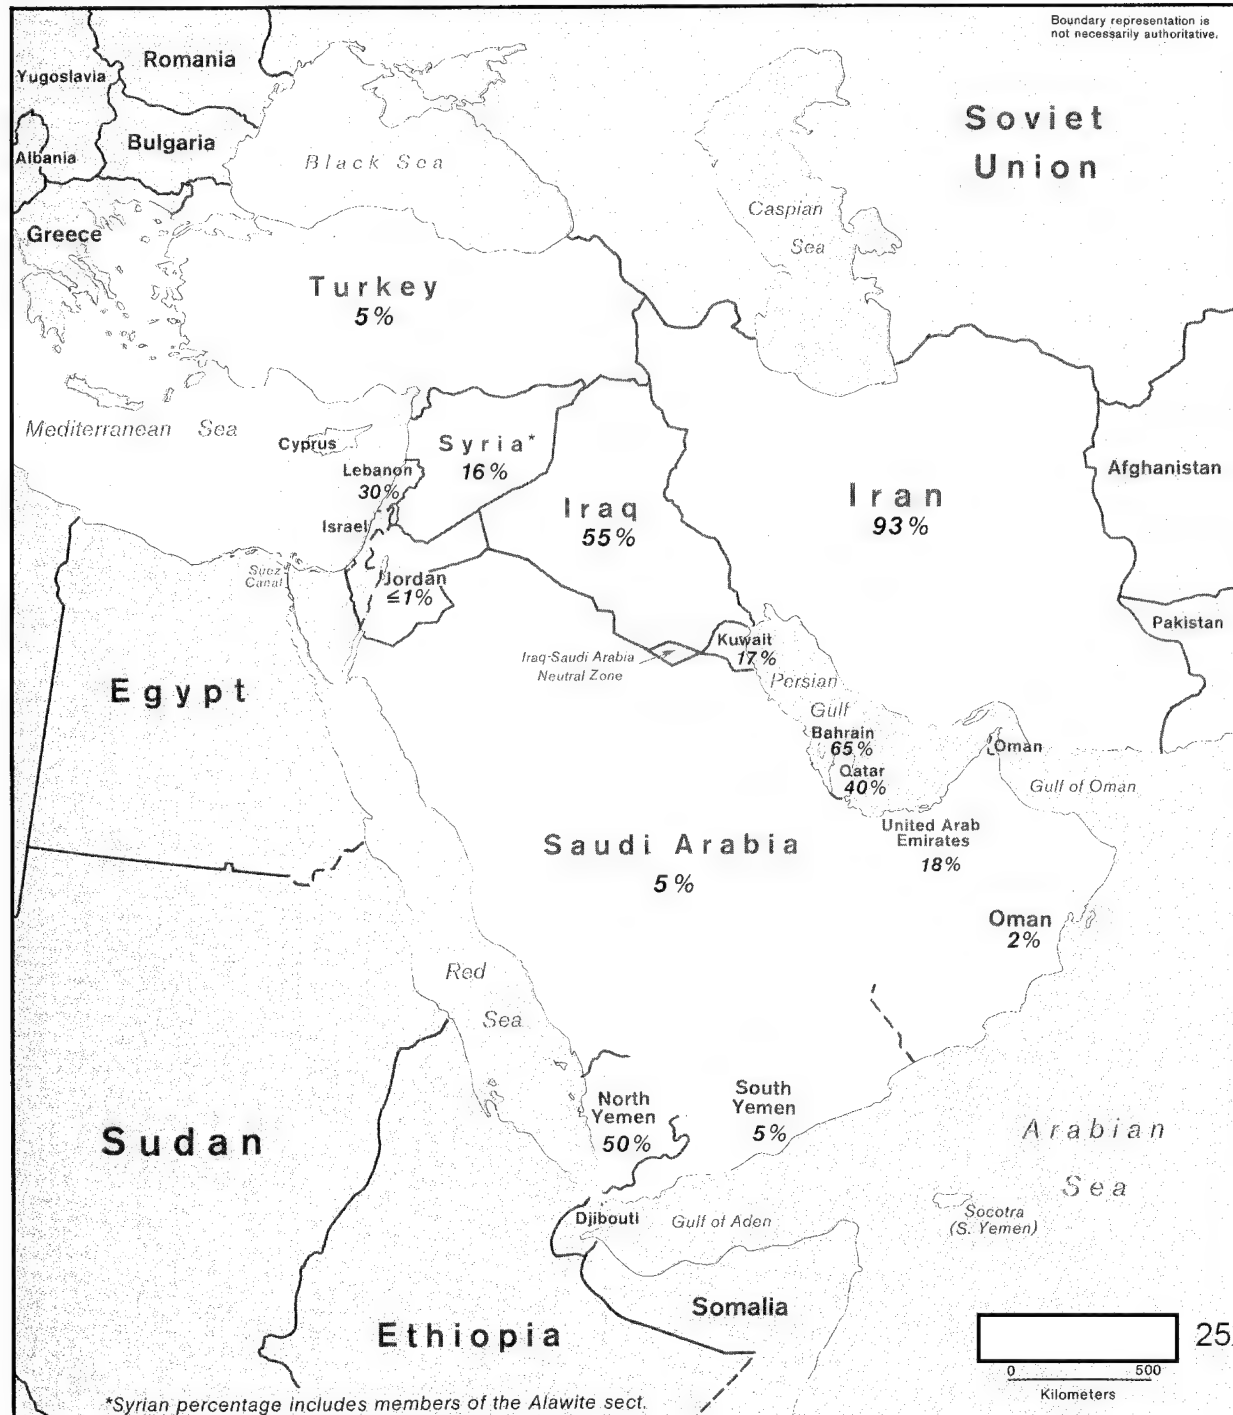 Boundary representation is
not necessarily authoritative.
Romania
Yugoslavia
Soviet
Union
Bulgaria
Albania
Black Sea
Caspian
Sea
Greece
Turkey
5%
Mediterranean Sea
Cyprus
Syria*
16%
Lebanon
30%
Afghanistan
Iran
93%
Iraq
55%
Israel
Suez
Canal
Jordan
≦1%
Pakistan
Kuwait
17%
Iraq-Saudi Arabia
Neutral Zone
Egypt
Persian
Gulf
Bahrain
65%
Oman
Qatar
40%
Gulf of Oman
United Arab
Emirates
18%
Saudi Arabia
5%
Oman
2%
Red
Sea
North
Yemen
50%
South
Yemen
5%
Sudan
Arabian
Sea
Socotra
(S. Yemen)
Djibouti
Gulf of Aden
Somalia
Ethiopia
25
0 500
Kilometers
*Syrian percentage includes members of the Alawite sect.